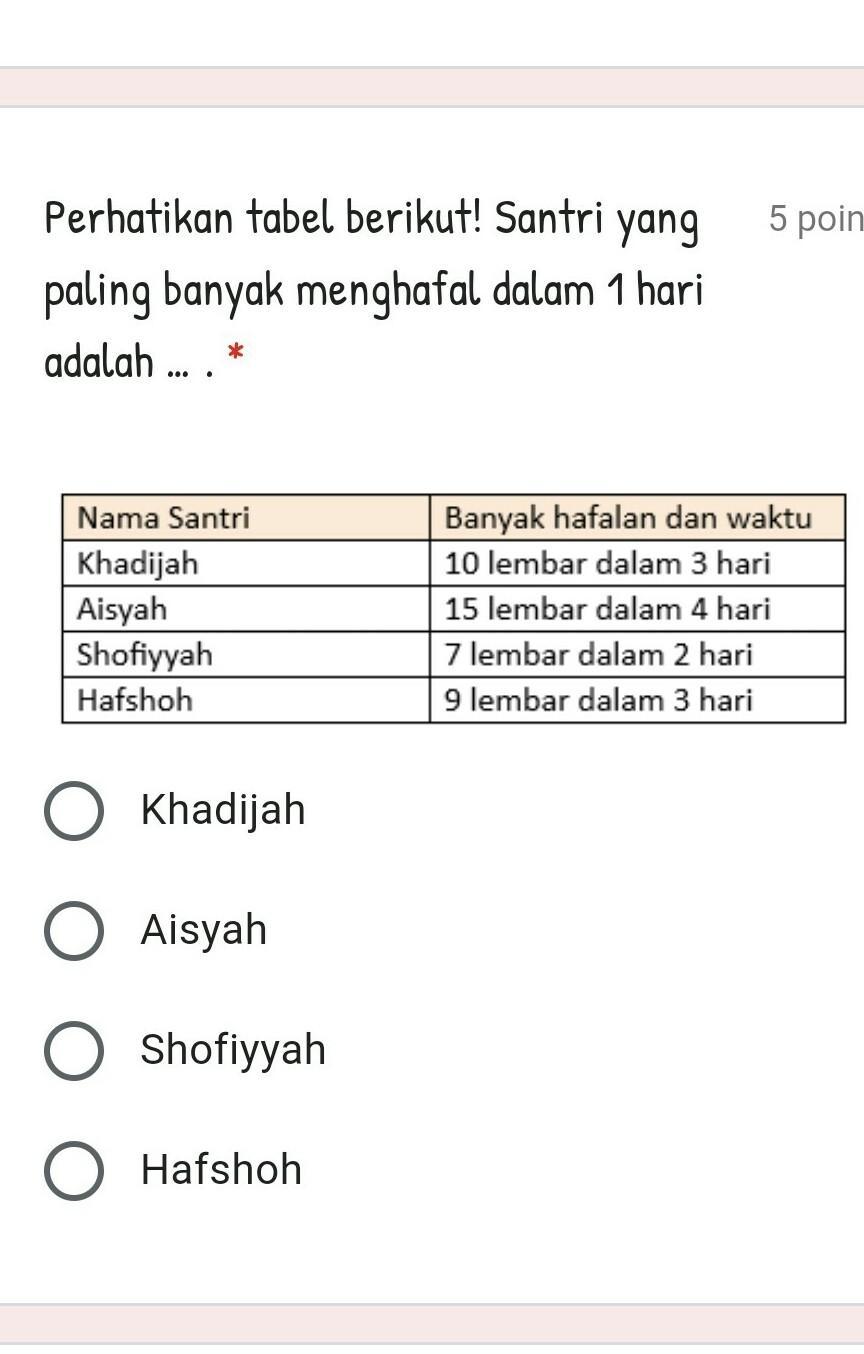 Perhatikan tabel berikut! Santri yang
5 poin
paling banyak menghafal dalam 1 hari
adalah ... . *
Nama Santri Banyak hafalan dan waktu
Khadijah 10 lembar dalam 3 hari
Aisyah 15 lembar dalam 4 hari
Shofiyyah 7 lembar dalam 2 hari
Hafshoh 9 lembar dalam 3 hari
Khadijah
Aisyah
Shofiyyah
Hafshoh